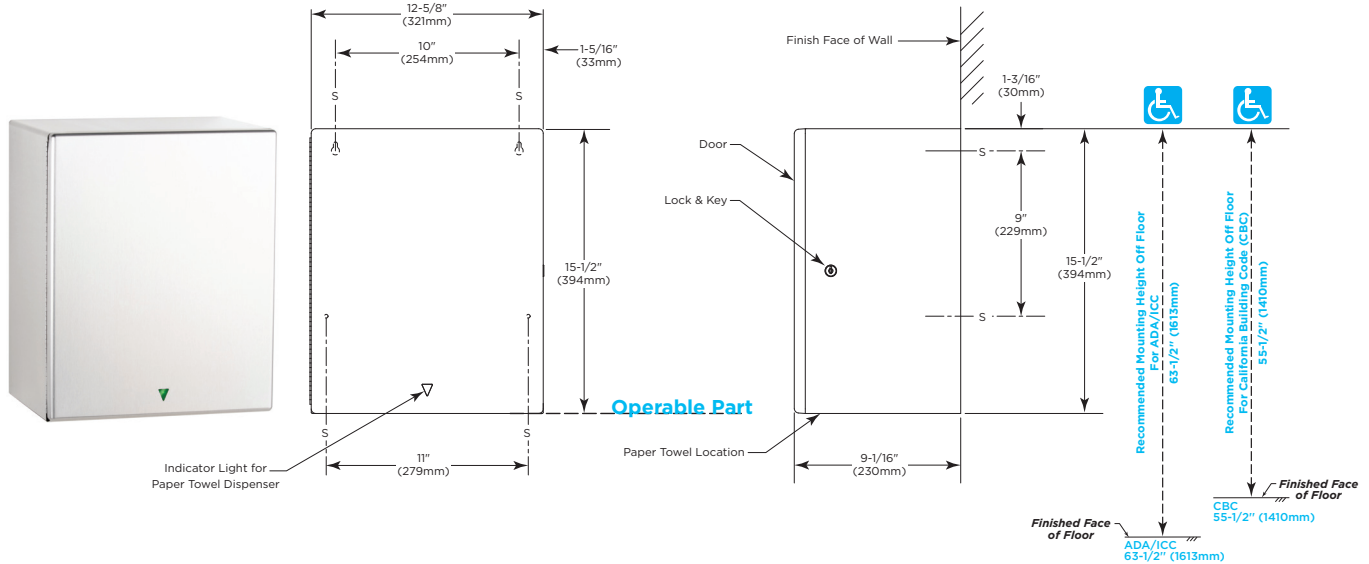 12-5/8"
(321mm)
10"
(254mm)
1-5/16"
(33mm)
S
S
15-1/2"
(394mm)
S
S
11"
(279mm)
Indicator Light for
Paper Towel Dispenser
Operable Part
Finish Face of Wall
1-3/16"
(30mm)
Door
S
Lock & Key
9"
(229mm)
15-1/2"
(394mm)
S
Paper Towel Location
9-1/16"
(230mm)
Recommended Mounting Height Off Floor
For ADA/ICC
63-1/2" (1613mm)
Recommended Mounting Height Off Floor
For California Building Code (CBC)
55-1/2" (1410mm)
Finished Face
of Floor
CBC
55-1/2" (1410mm)
Finished Face
of Floor
ADA/ICC
63-1/2" (1613mm)